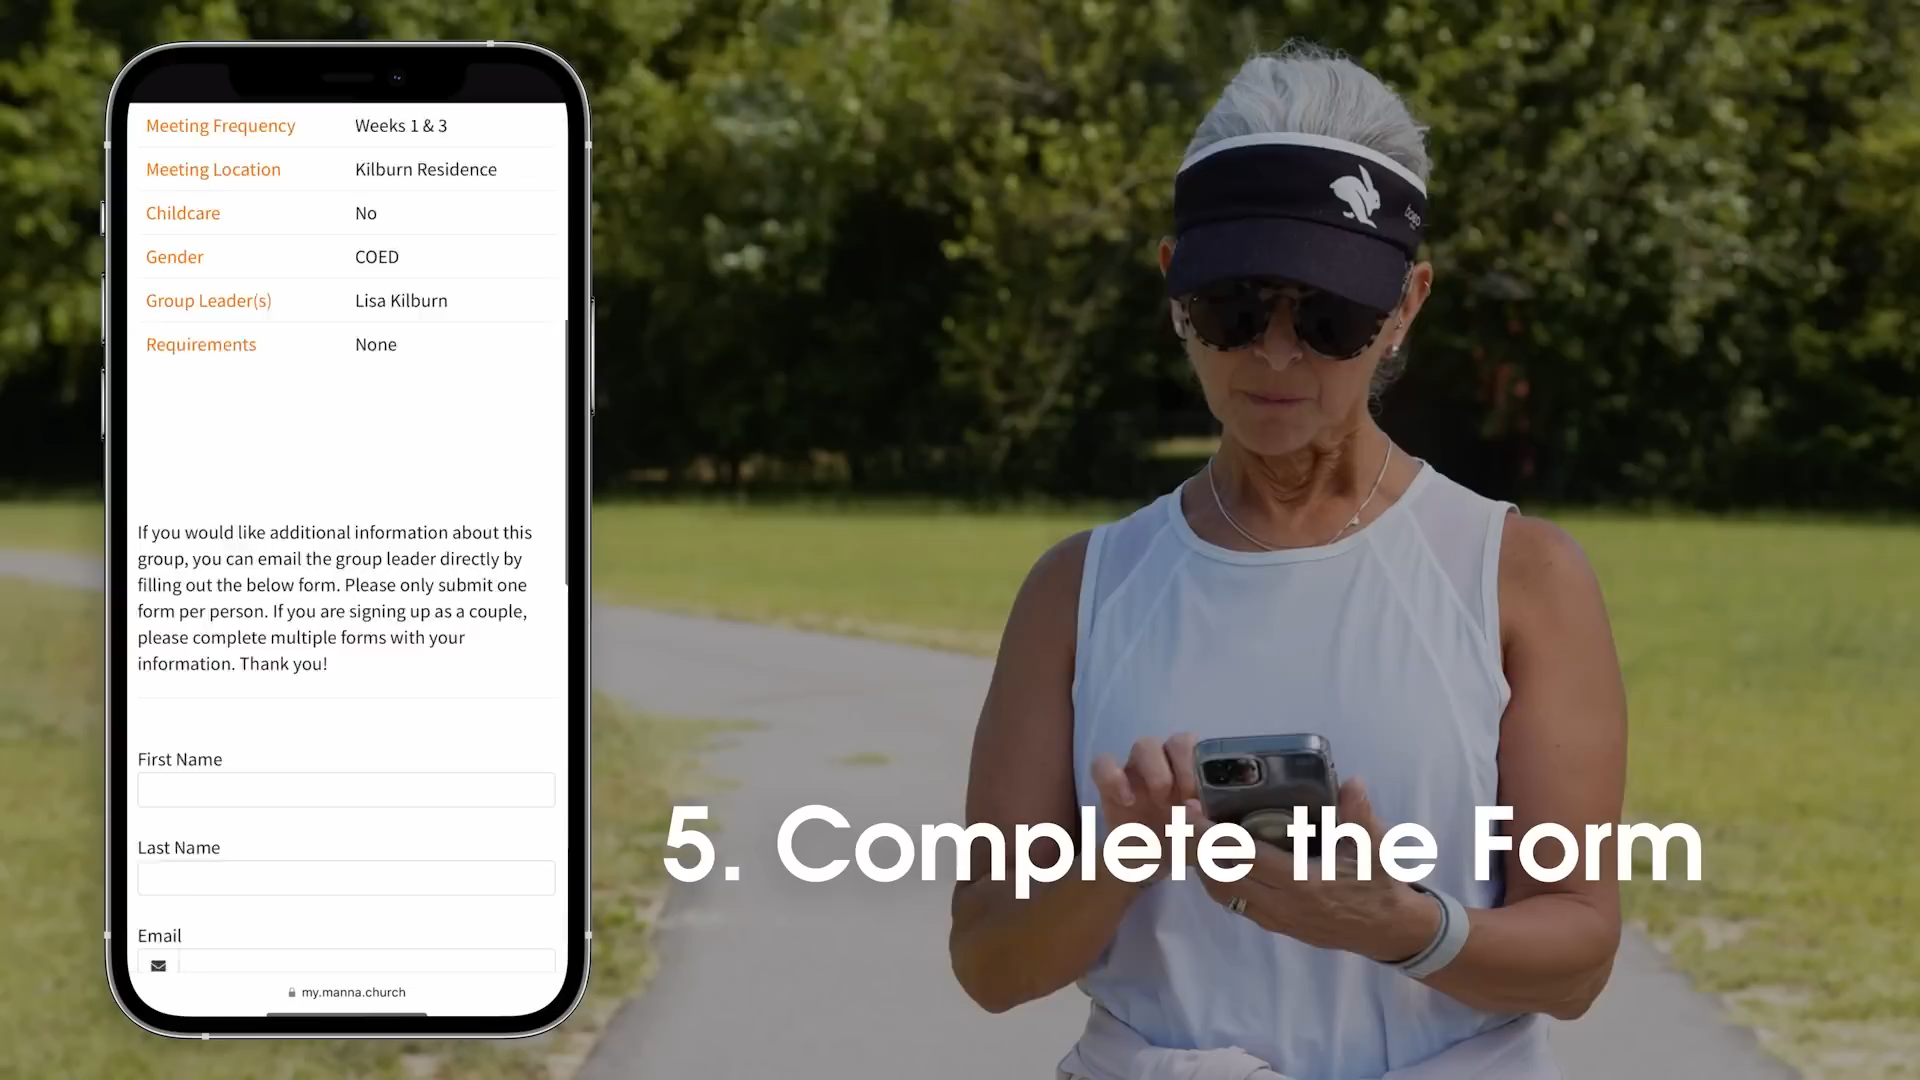 Meeting Frequency Weeks 1 & 3
Meeting Location Kilburn Residence
Childcare No
Gender COED
Group Leader(s) Lisa Kilburn
Requirements None
If you would like additional information about this
group, you can email the group leader directly by
filling out the below form. Please only submit one
form per person. If you are signing up as a couple,
please complete multiple forms with your
information. Thank you!
First Name
Last Name
Email
my.manna.church
5. Complete the Form